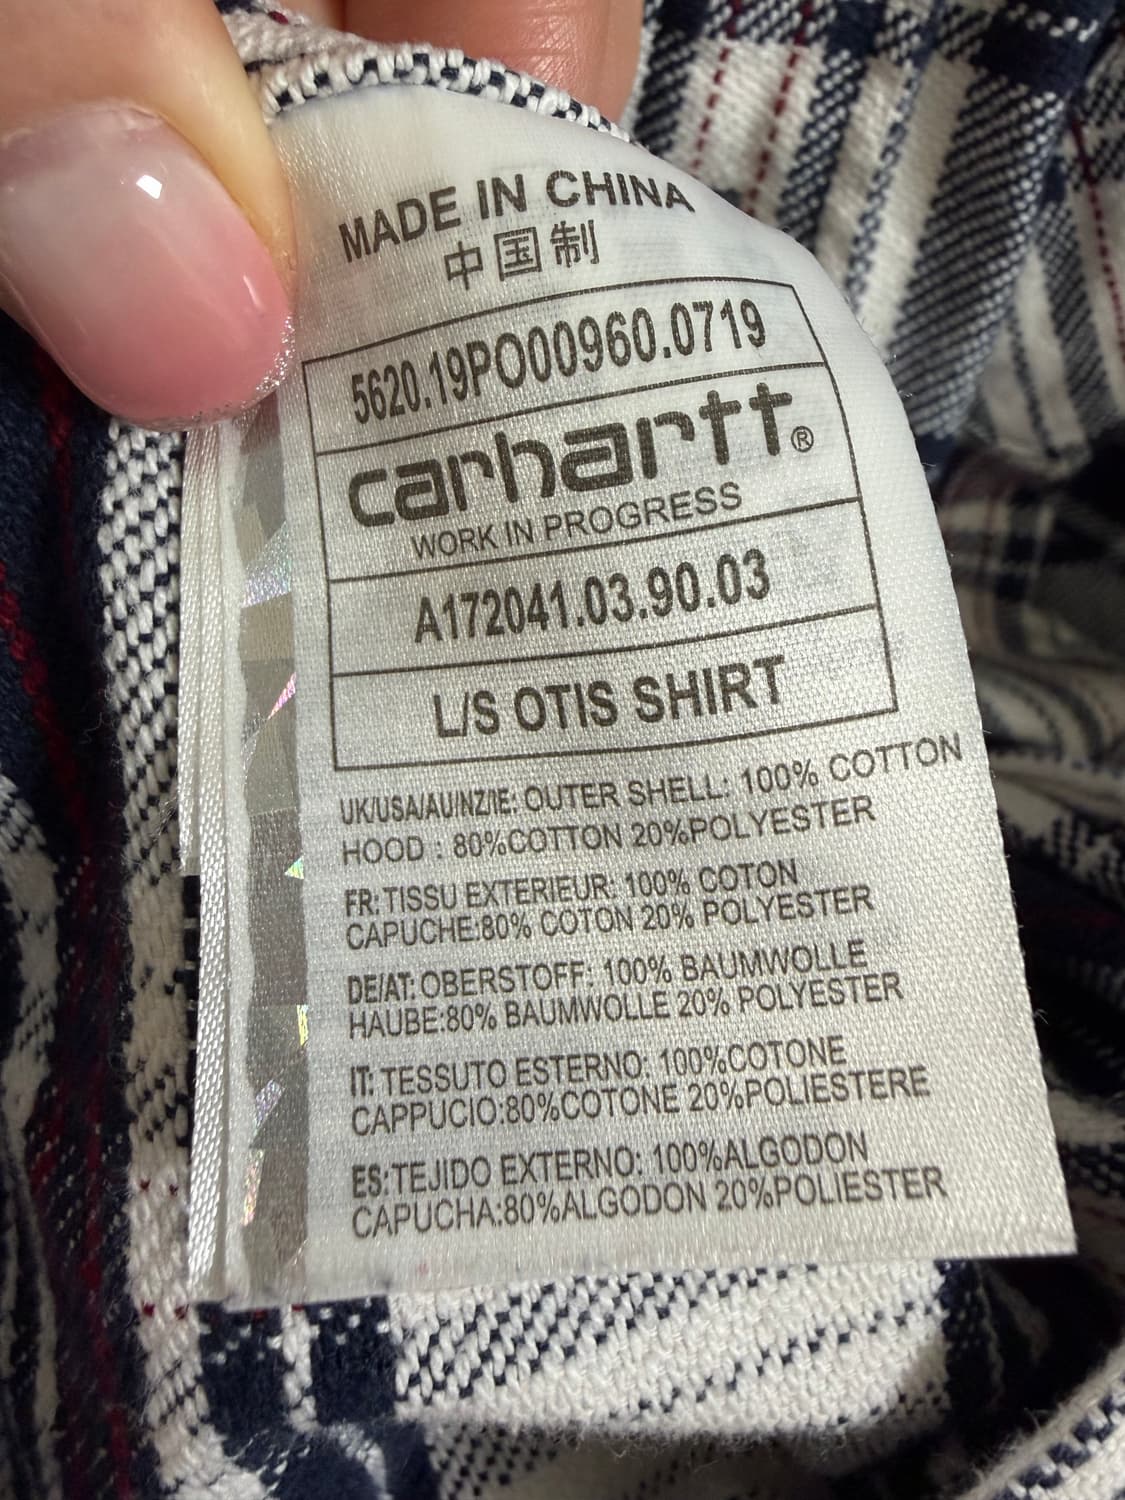 MADE IN CHINA
中国制
5620.19PO00960.0719
carhartt®
WORK IN PROGRESS
A172041.03.90.03
L/S OTIS SHIRT
UK/USA/AU/NZ/IE: OUTER SHELL: 100% COTTON
HOOD : 80%COTTON 20%POLYESTER
FR: TISSU EXTERIEUR: 100% COTON
CAPUCHE:80% COTON 20% POLYESTER
DE/AT: OBERSTOFF: 100% BAUMWOLLE
HAUBE:80% BAUMWOLLE 20% POLYESTER
IT: TESSUTO ESTERNO: 100%COTONE
CAPPUCIO:80%COTONE 20%POLIESTERE
ES: TEJIDO EXTERNO: 100%ALGODON
CAPUCHA:80%ALGODON 20%POLIESTER